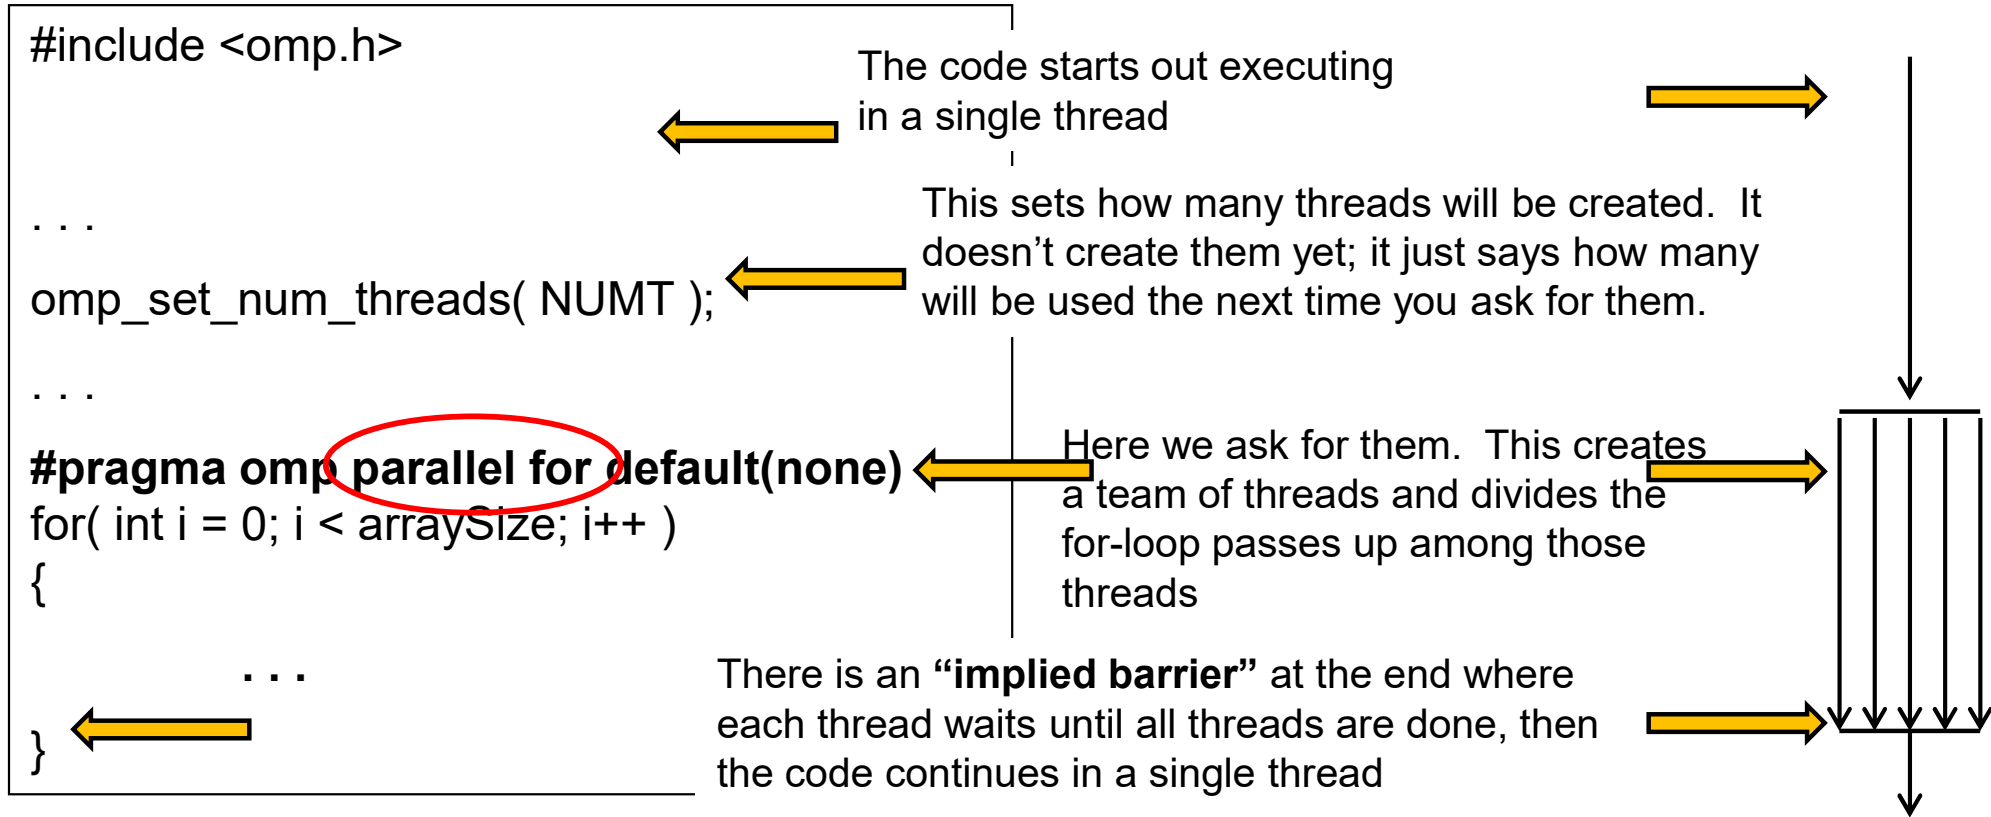 #include <omp.h>
The code starts out executing
in a single thread
. . .
This sets how many threads will be created.  It
doesn’t create them yet; it just says how many
will be used the next time you ask for them.
omp_set_num_threads( NUMT );
. . .
#pragma omp parallel for default(none)
Here we ask for them.  This creates
a team of threads and divides the
for-loop passes up among those
threads
for( int i = 0; i < arraySize; i++ )
{
. . .
}
There is an “implied barrier” at the end where
each thread waits until all threads are done, then
the code continues in a single thread